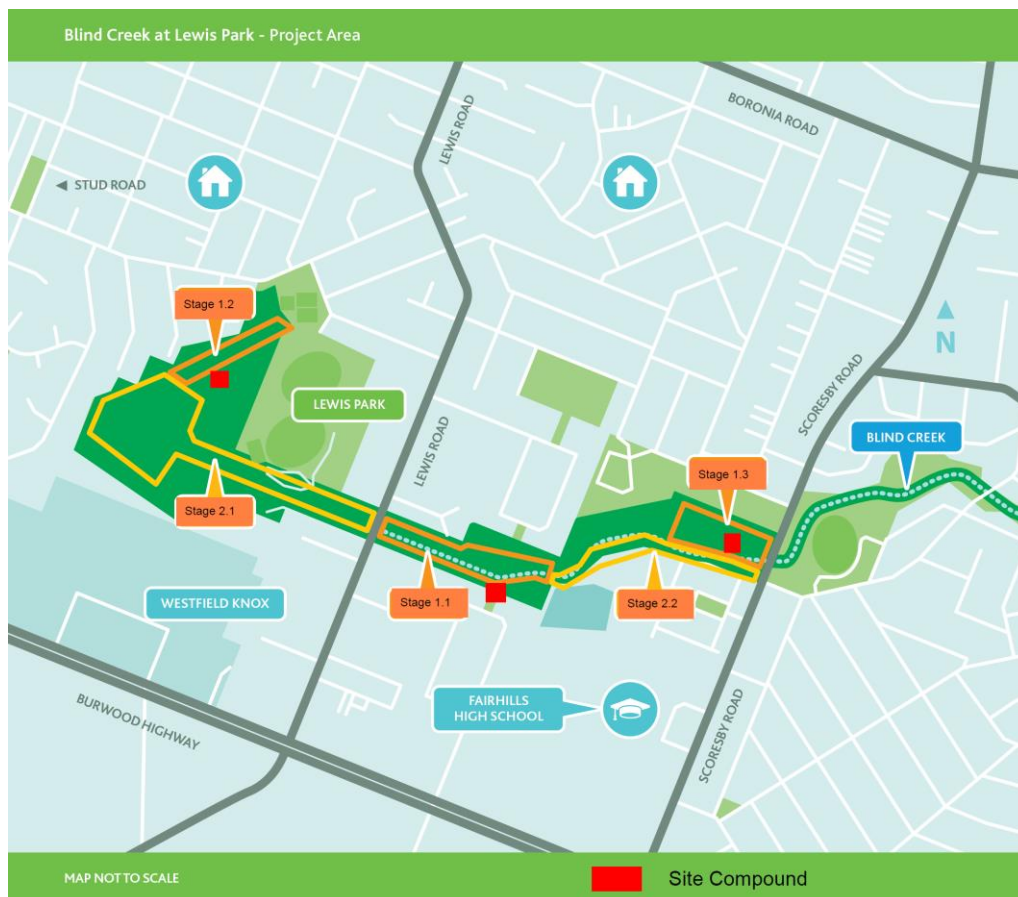 Blind Creek at Lewis Park - Project Area
BORONIA ROAD
LEWIS ROAD
STUD ROAD
Stage 1.2
N
SCORESBY ROAD
LEWIS PARK
BLIND CREEK
LEWIS ROAD
Stage 1.3
Stage 2.1
WESTFIELD KNOX
Stage 1.1
Stage 2.2
FAIRHILLS
HIGH SCHOOL
BURWOOD HIGHWAY
SCORESBY ROAD
MAP NOT TO SCALE
Site Compound